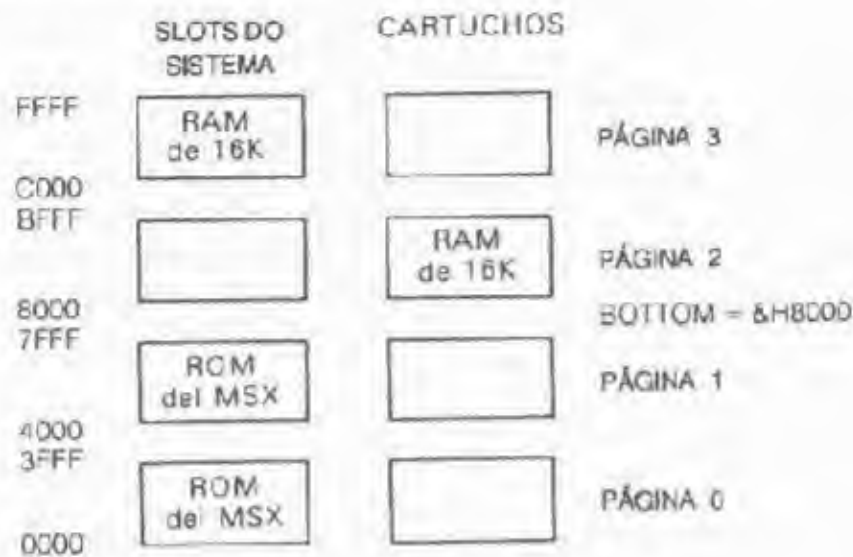 SLOTS DO
SISTEMA
CARTUCHOS
FFFF
RAM
de 16K
PÁGINA 3
C000
BFFF
RAM
de 16K
PÁGINA 2
8000
BOTTOM = &H8000
7FFF
ROM
del MSX
PÁGINA 1
4000
3FFF
ROM
del MSX
PÁGINA 0
0000